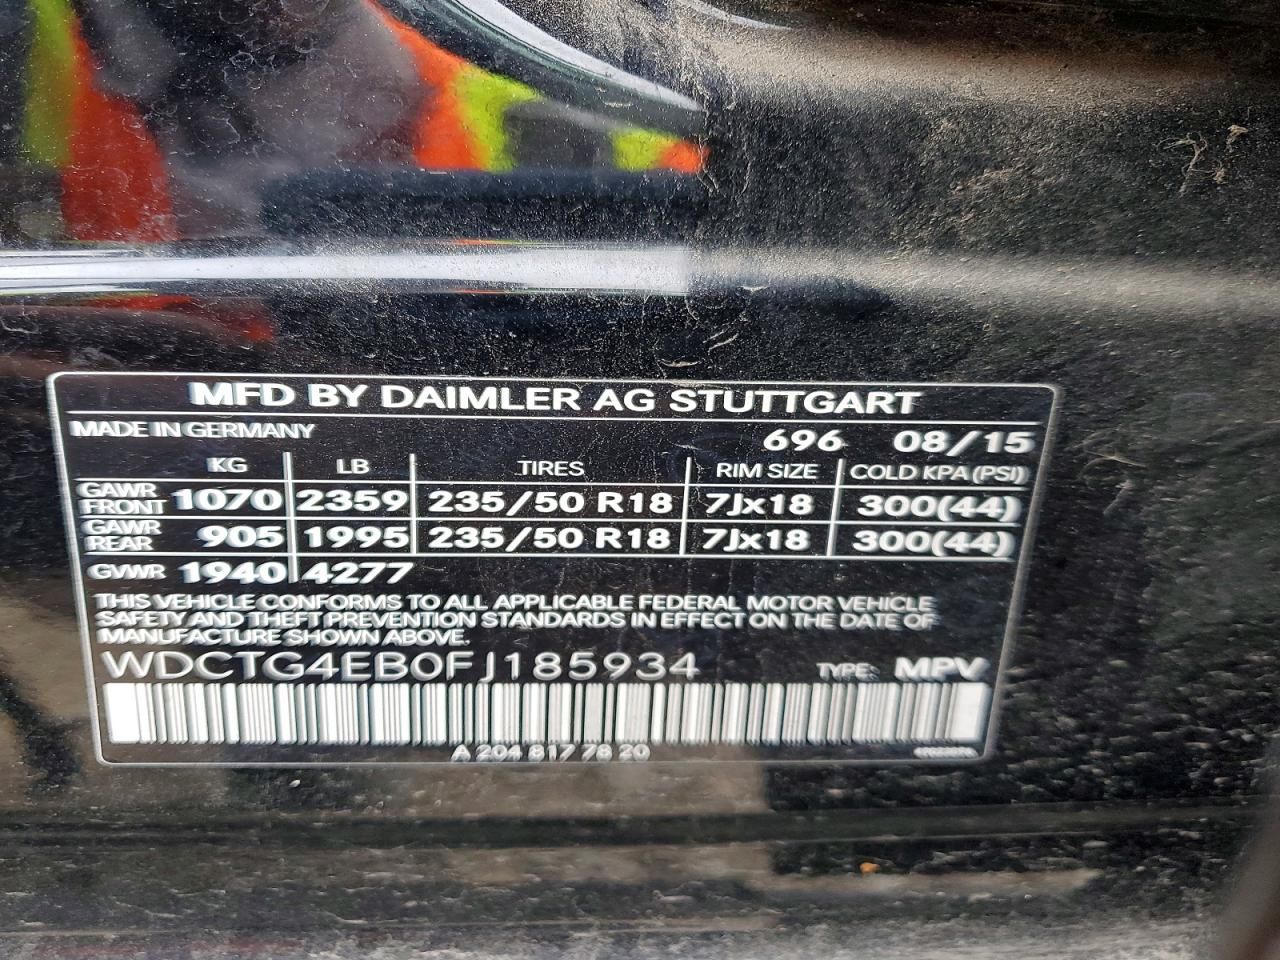 MFD BY DAIMLER AG STUTTGART
MADE IN GERMANY 696 08/15
KG LB TIRES RIM SIZE COLD KPA (PSI)
GAWR FRONT 1070 2359 235/50 R18 7Jx18 300(44)
GAWR REAR 905 1995 235/50 R18 7Jx18 300(44)
GVWR 1940 4277
THIS VEHICLE CONFORMS TO ALL APPLICABLE FEDERAL MOTOR VEHICLE
SAFETY AND THEFT PREVENTION STANDARDS IN EFFECT ON THE DATE OF
MANUFACTURE SHOWN ABOVE.
WDCTG4EB0FJ185934 TYPE: MPV
A 204 817 78 20